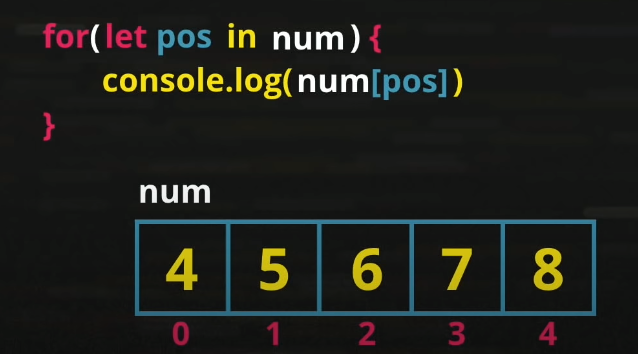 for(let pos in num) {
console.log(num[pos])
}
num
4 5 6 7 8
0 1 2 3 4